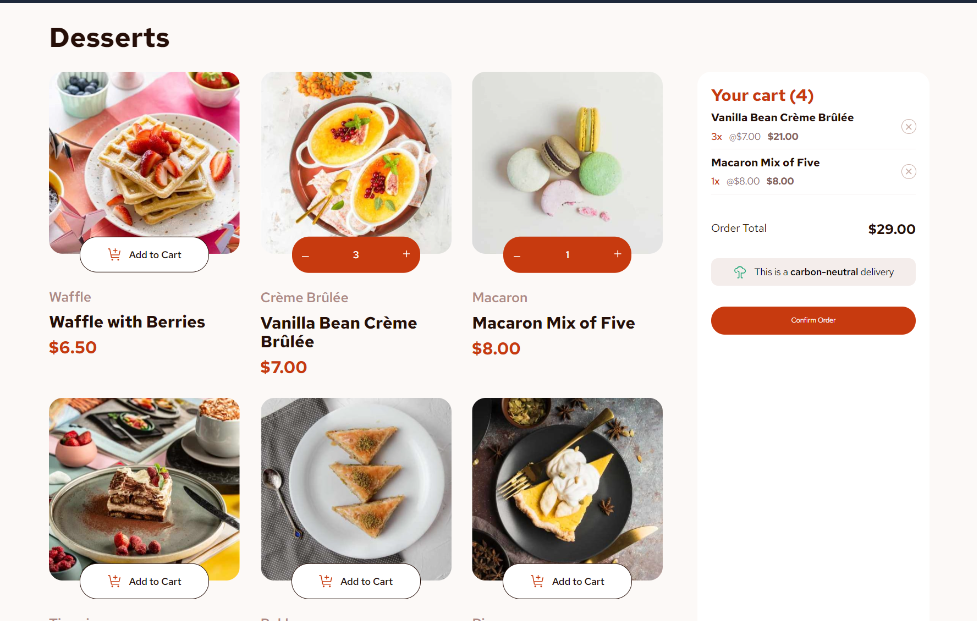 Desserts
Add to Cart
– 3 +
– 1 +
Waffle
Waffle with Berries
$6.50
Crème Brûlée
Vanilla Bean Crème
Brûlée
$7.00
Macaron
Macaron Mix of Five
$8.00
Add to Cart
Add to Cart
Add to Cart
Your cart (4)
Vanilla Bean Crème Brûlée
3x @$7.00 $21.00
Macaron Mix of Five
1x @$8.00 $8.00
Order Total $29.00
This is a carbon-neutral delivery
Confirm Order